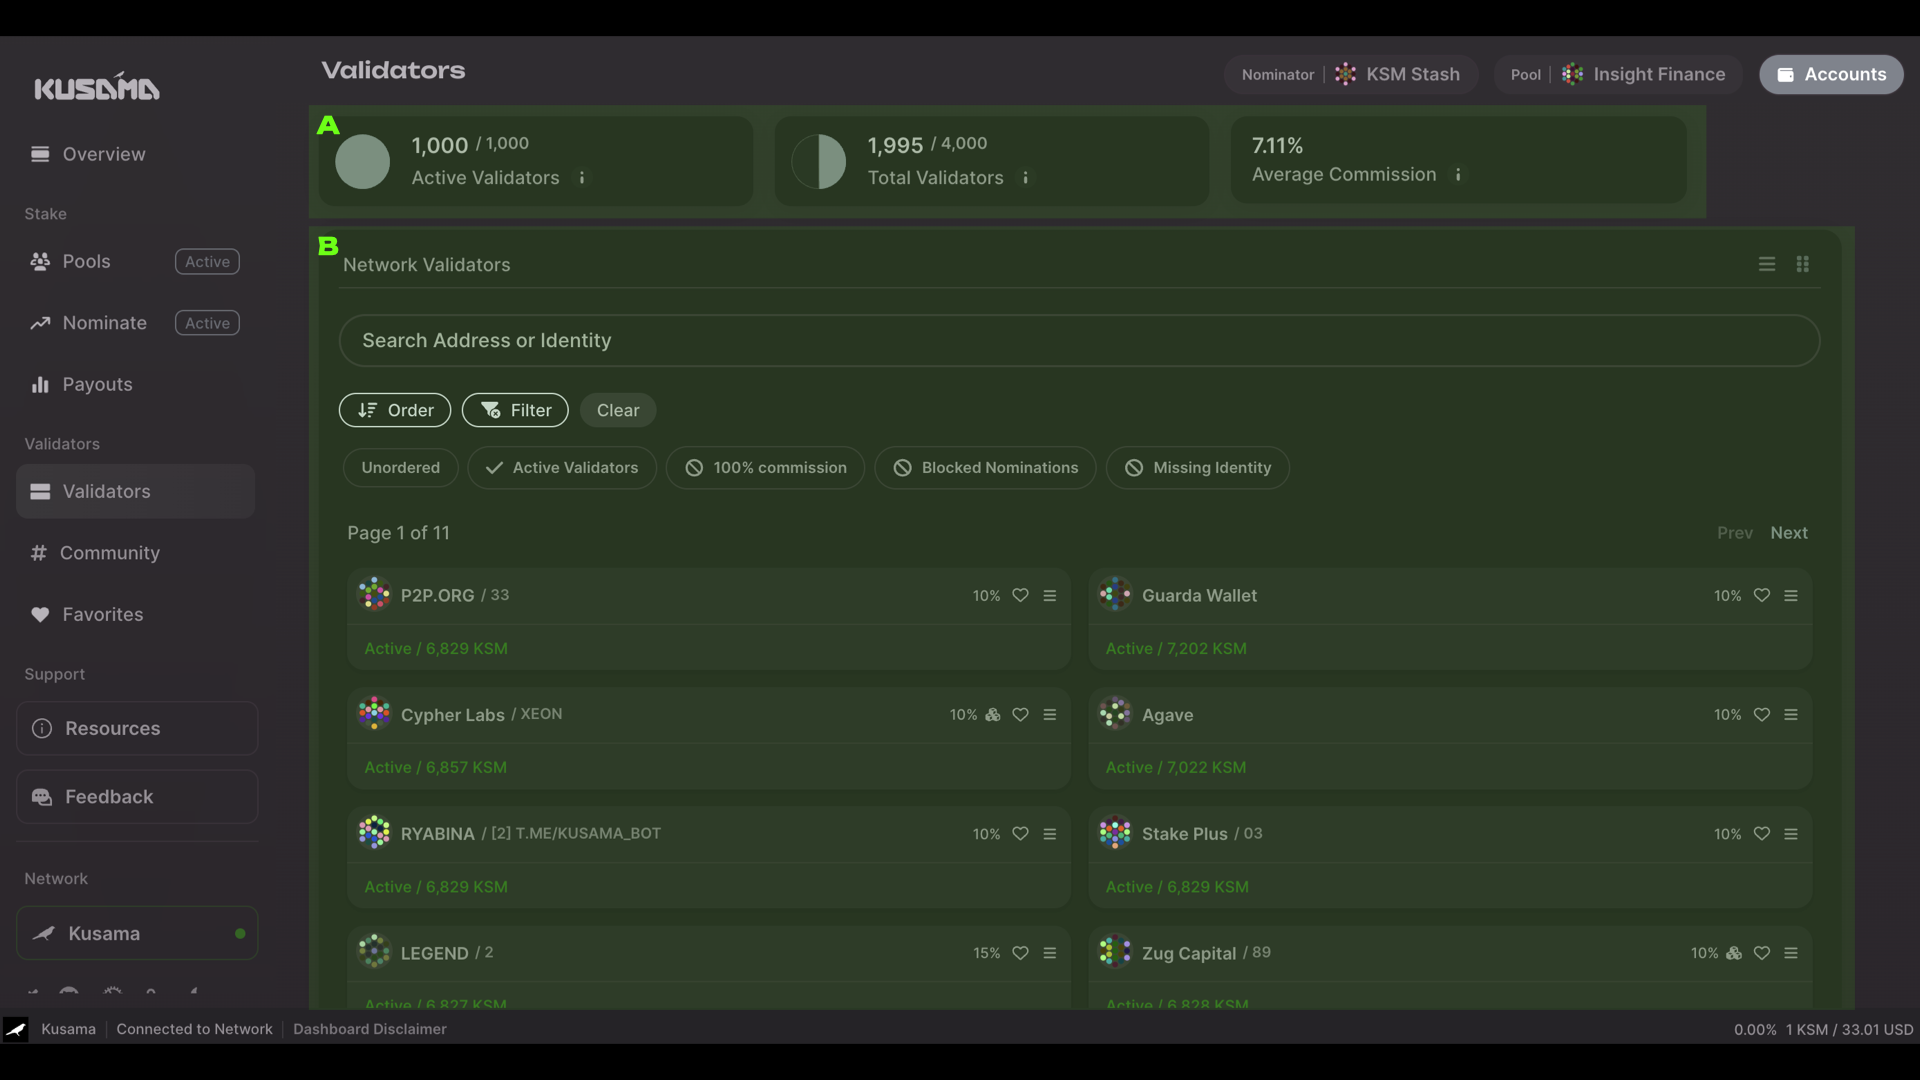 KUSAMA
Validators
Nominator
KSM Stash
Pool
Insight Finance
Accounts
Overview
Stake
Pools
Active
Nominate
Active
Payouts
Validators
Validators
Community
Favorites
Support
Resources
Feedback
Network
Kusama
A
1,000 / 1,000
Active Validators
1,995 / 4,000
Total Validators
7.11%
Average Commission
B
Network Validators
Search Address or Identity
Order
Filter
Clear
Unordered
Active Validators
100% commission
Blocked Nominations
Missing Identity
Page 1 of 11
Prev
Next
P2P.ORG / 33
10%
Active / 6,829 KSM
Guarda Wallet
10%
Active / 7,202 KSM
Cypher Labs / XEON
10%
Active / 6,857 KSM
Agave
10%
Active / 7,022 KSM
RYABINA / [2] T.ME/KUSAMA_BOT
10%
Active / 6,829 KSM
Stake Plus / 03
10%
Active / 6,829 KSM
LEGEND / 2
15%
Active / 6,827 KSM
Zug Capital / 89
10%
Active / 6,828 KSM
Kusama
Connected to Network
Dashboard Disclaimer
0.00%
1 KSM / 33.01 USD